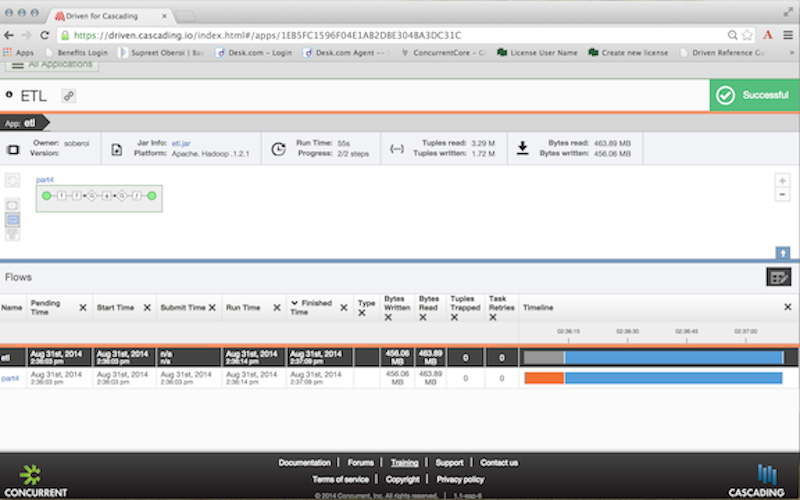 Driven for Cascading
https://driven.cascading.io/index.html#/apps/1EB5FC1596F04E1AB2DBE304BA3DC31C
Apps Benefits Login Supreet Oberoi | Bay Desk.com – Login Desk.com Agent -- ConcurrentCore – G License User Name Create new license Driven Reference Gu
All Applications
ETL Successful
App: etl
Owner: soberoi Jar Info: etl.jar Run Time: 55s Tuples read: 3.29 M Bytes read: 463.89 MB
Version: Platform: Apache. Hadoop .1.2.1 Progress: 2/2 steps Tuples written: 1.72 M Bytes written: 456.06 MB
part4
Flows
Name Pending Time Start Time Submit Time Run Time Finished Time Type Bytes Written Bytes Read Tuples Trapped Task Retries Timeline
02:36:15 02:36:30 02:36:45 02:37:00
etl Aug 31st, 2014 Aug 31st, 2014 n/a Aug 31st, 2014 Aug 31st, 2014 456.06 MB 463.89 MB 0 0
2:36:03 pm 2:36:03 pm n/a 2:36:14 pm 2:37:09 pm
part4 Aug 31st, 2014 Aug 31st, 2014 Aug 31st, 2014 Aug 31st, 2014 Aug 31st, 2014 456.06 MB 463.89 MB 0 0
2:36:03 pm 2:36:03 pm 2:36:03 pm 2:36:14 pm 2:37:09 pm
Documentation | Forums | Training | Support | Contact us
Terms of service | Copyright | Privacy policy
© 2014 Concurrent, Inc. All rights reserved. | 1.1-eap-6
CONCURRENT
CASCADING